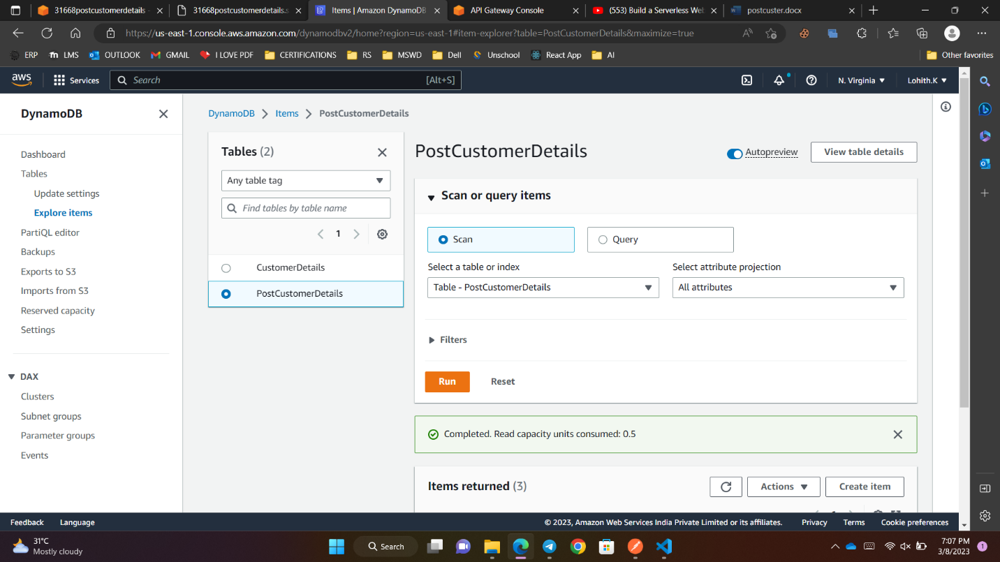 31668postcustomerdetails -
31668postcustomerdetails.s
Items | Amazon DynamoDB
API Gateway Console
(553) Build a Serverless Web
postcuster.docx
https://us-east-1.console.aws.amazon.com/dynamodbv2/home?region=us-east-1#item-explorer?table=PostCustomerDetails&maximize=true
ERP
LMS
OUTLOOK
GMAIL
I LOVE PDF
CERTIFICATIONS
RS
MSWD
Dell
Unschool
React App
AI
Other favorites
aws
Services
Search
[Alt+S]
N. Virginia
Lohith.K
DynamoDB
Dashboard
Tables
Update settings
Explore items
PartiQL editor
Backups
Exports to S3
Imports from S3
Reserved capacity
Settings
DAX
Clusters
Subnet groups
Parameter groups
Events
DynamoDB
Items
PostCustomerDetails
Tables (2)
Any table tag
Find tables by table name
1
CustomerDetails
PostCustomerDetails
PostCustomerDetails
Autopreview
View table details
Scan or query items
Scan
Query
Select a table or index
Select attribute projection
Table - PostCustomerDetails
All attributes
Filters
Run
Reset
Completed. Read capacity units consumed: 0.5
Items returned (3)
Actions
Create item
Feedback
Language
© 2023, Amazon Web Services India Private Limited or its affiliates.
Privacy
Terms
Cookie preferences
31°C
Mostly cloudy
Search
7:07 PM
3/8/2023
1